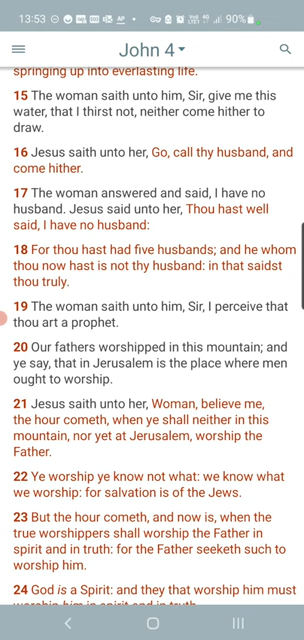 13:53
90%
John 4
springing up into everlasting life.
15 The woman saith unto him, Sir, give me this
water, that I thirst not, neither come hither to
draw.
16 Jesus saith unto her, Go, call thy husband, and
come hither.
17 The woman answered and said, I have no
husband. Jesus said unto her, Thou hast well
said, I have no husband:
18 For thou hast had five husbands; and he whom
thou now hast is not thy husband: in that saidst
thou truly.
19 The woman saith unto him, Sir, I perceive that
thou art a prophet.
20 Our fathers worshipped in this mountain; and
ye say, that in Jerusalem is the place where men
ought to worship.
21 Jesus saith unto her, Woman, believe me,
the hour cometh, when ye shall neither in this
mountain, nor yet at Jerusalem, worship the
Father.
22 Ye worship ye know not what: we know what
we worship: for salvation is of the Jews.
23 But the hour cometh, and now is, when the
true worshippers shall worship the Father in
spirit and in truth: for the Father seeketh such to
worship him.
24 God is a Spirit: and they that worship him must
worship him in spirit and in truth.